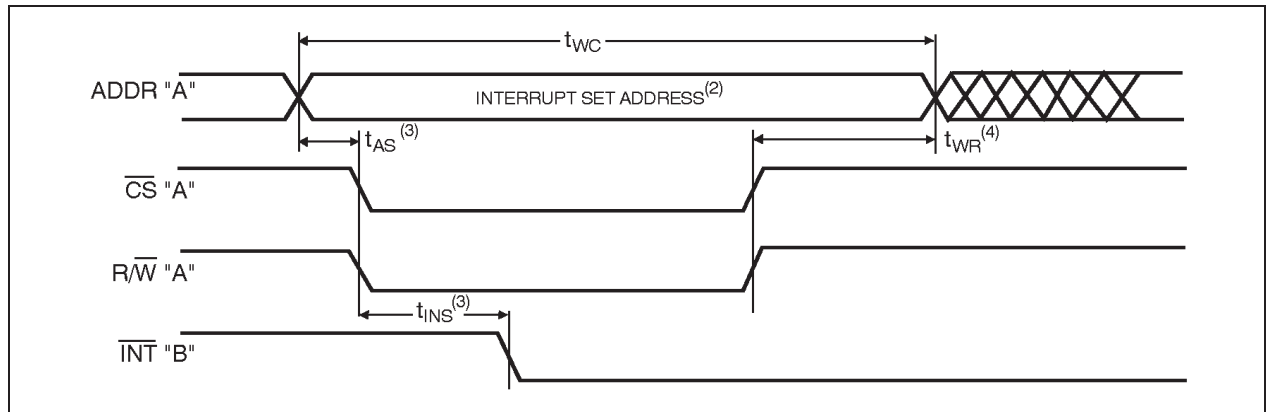 tWC
ADDR "A"
INTERRUPT SET ADDRESS(2)
tAS(3)
tWR(4)
CS "A"
R/W "A"
tINS(3)
INT "B"